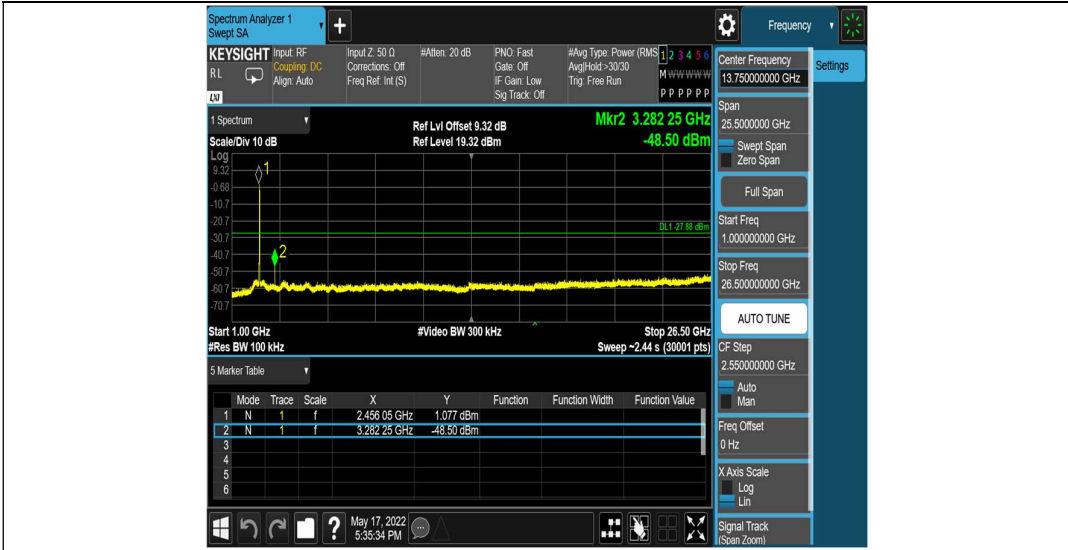 Spectrum Analyzer 1
Swept SA
Frequency
KEYSIGHT
RL
LXI
Input: RF
Coupling: DC
Align: Auto
Input Z: 50 Ω
Corrections: Off
Freq Ref: Int (S)
#Atten: 20 dB
PNO: Fast
Gate: Off
IF Gain: Low
Sig Track: Off
#Avg Type: Power (RMS
Avg|Hold:>30/30
Trig: Free Run
1 2 3 4 5 6
M W W W W W
P P P P P P
Center Frequency
13.750000000 GHz
Settings
Span
25.5000000 GHz
Swept Span
Zero Span
Full Span
Start Freq
1.000000000 GHz
Stop Freq
26.500000000 GHz
AUTO TUNE
CF Step
2.550000000 GHz
Auto
Man
Freq Offset
0 Hz
X Axis Scale
Log
Lin
Signal Track
(Span Zoom)
1 Spectrum
Scale/Div 10 dB
Ref Lvl Offset 9.32 dB
Ref Level 19.32 dBm
Mkr2 3.282 25 GHz
-48.50 dBm
Log
9.32
-0.68
-10.7
-20.7
-30.7
-40.7
-50.7
-60.7
-70.7
1
2
DL1 -27.88 dBm
Start 1.00 GHz
#Video BW 300 kHz
Stop 26.50 GHz
#Res BW 100 kHz
Sweep ~2.44 s (30001 pts)
5 Marker Table
Mode Trace Scale X Y Function Function Width Function Value
1 N 1 f 2.456 05 GHz 1.077 dBm
2 N 1 f 3.282 25 GHz -48.50 dBm
3
4
5
6
?
May 17, 2022
5:35:34 PM